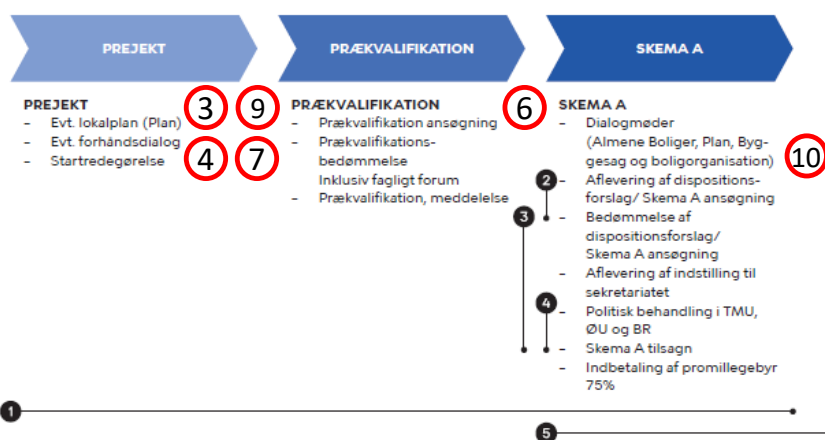 PREJEKT
PRÆKVALIFIKATION
SKEMA A
PREJEKT
- Evt. lokalplan (Plan)
- Evt. forhåndsdialog
- Startredegørelse
3
9
4
7
PRÆKVALIFIKATION
- Prækvalifikation ansøgning
- Prækvalifikations-
bedømmelse
Inklusiv fagligt forum
- Prækvalifikation, meddelelse
6
SKEMA A
- Dialogmøder
(Almene Boliger, Plan, Byg-
gesag og boligorganisation)
- Aflevering af dispositions-
forslag/ Skema A ansøgning
- Bedømmelse af
dispositionsforslag/
Skema A ansøgning
- Aflevering af indstilling til
sekretariatet
- Politisk behandling i TMU,
ØU og BR
- Skema A tilsagn
- Indbetaling af promillegebyr
75%
10
2
3
4
1
5